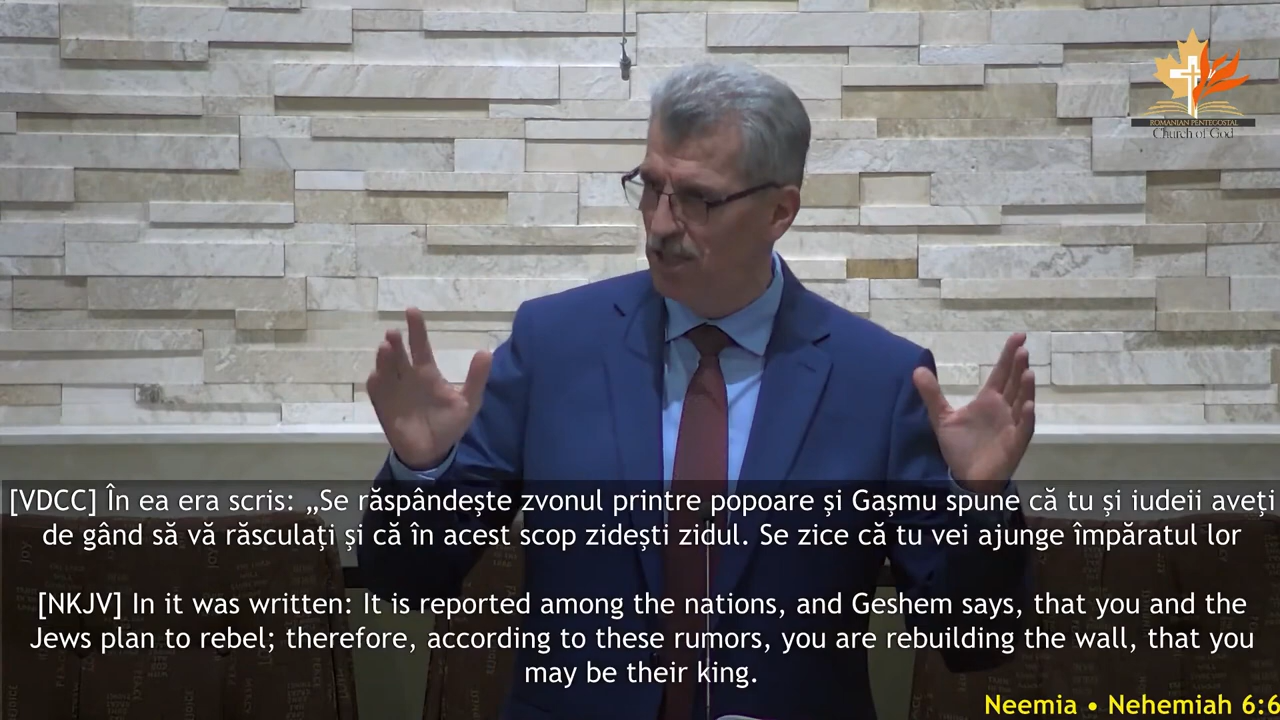 ROMANIAN PENTECOSTAL
Church of God
[VDCC] În ea era scris: „Se răspândește zvonul printre popoare și Gașmu spune că tu și iudeii aveți
de gând să vă răsculați și că în acest scop zidești zidul. Se zice că tu vei ajunge împăratul lor
[NKJV] In it was written: It is reported among the nations, and Geshem says, that you and the
Jews plan to rebel; therefore, according to these rumors, you are rebuilding the wall, that you
may be their king.
Neemia • Nehemiah 6:6
JOY